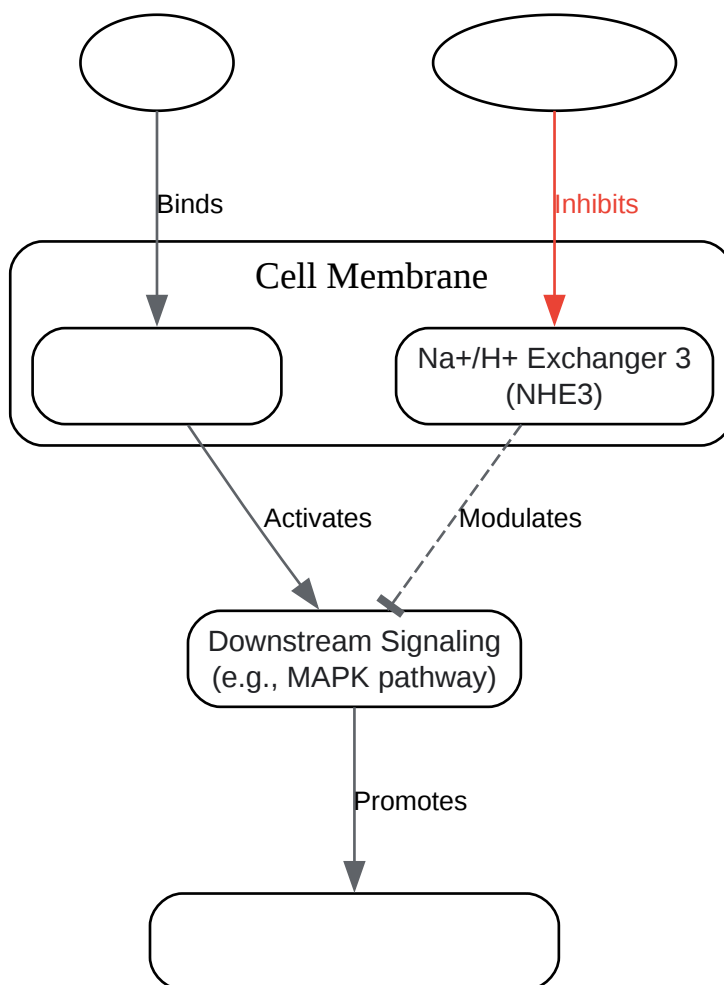 Binds
Inhibits
Cell Membrane
Na+/H+ Exchanger 3
(NHE3)
Activates
Modulates
Downstream Signaling
(e.g., MAPK pathway)
Promotes